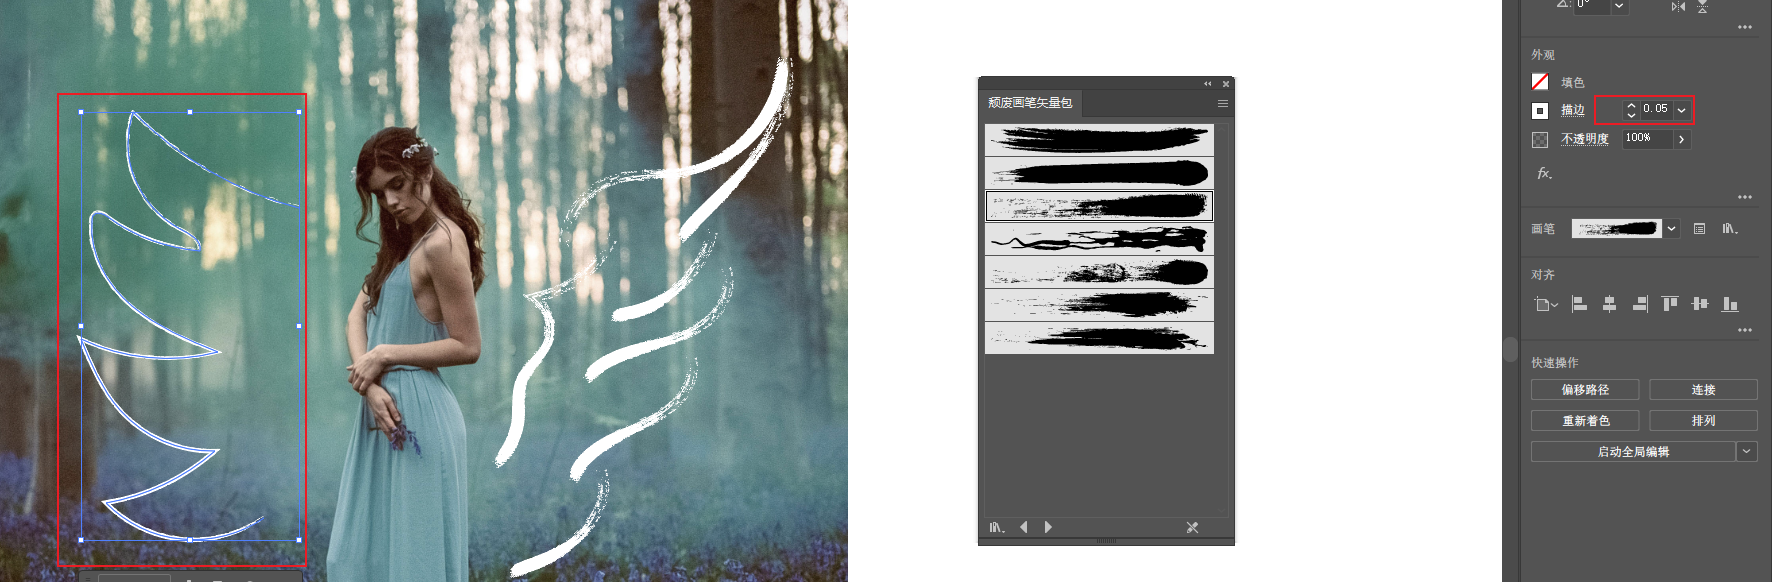 0°
外观
填色
描边
0.05
不透明度
100%
fx.
画笔
对齐
快速操作
偏移路径
连接
重新着色
排列
启动全局编辑
颓废画笔矢量包